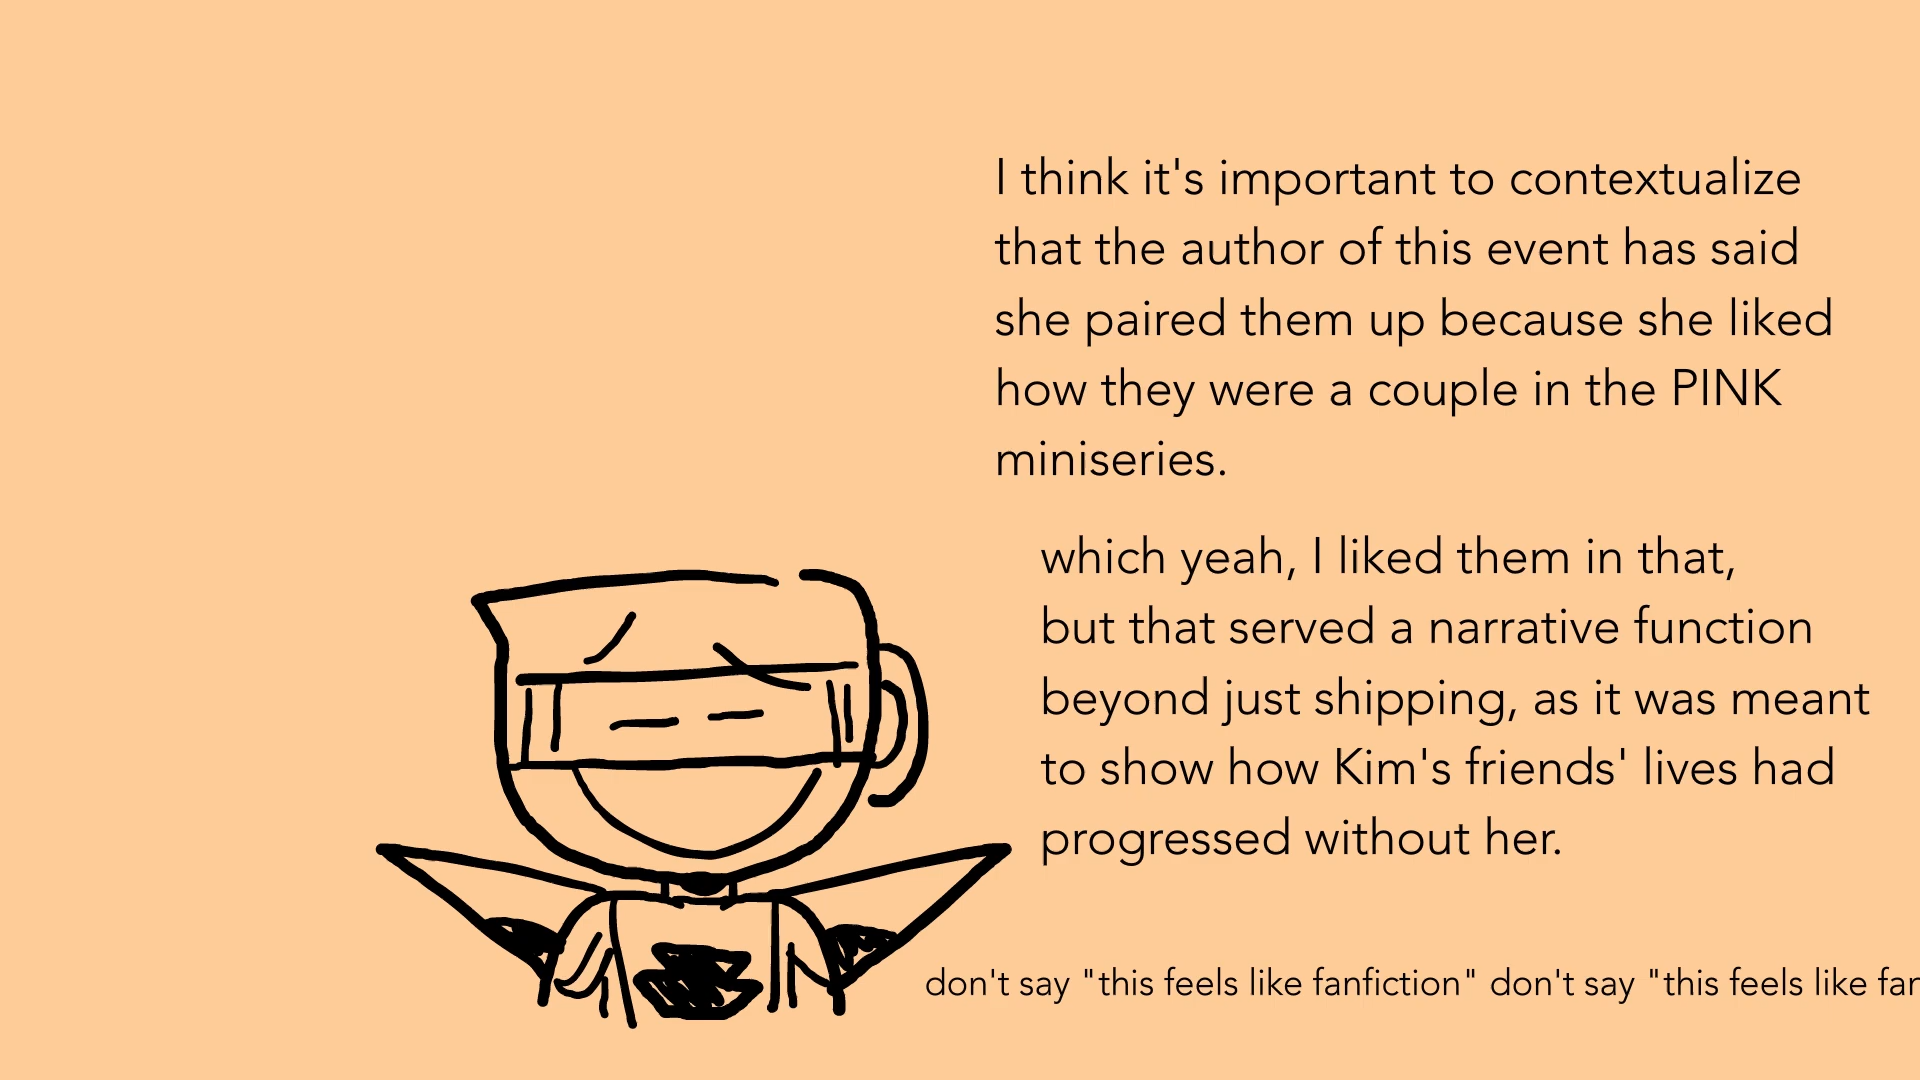 I think it's important to contextualize
that the author of this event has said
she paired them up because she liked
how they were a couple in the PINK
miniseries.
which yeah, I liked them in that,
but that served a narrative function
beyond just shipping, as it was meant
to show how Kim's friends' lives had
progressed without her.
don't say "this feels like fanfiction" don't say "this feels like fan